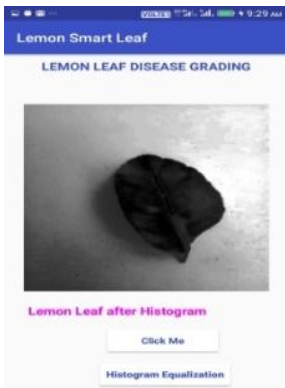 9:29 AM
Lemon Smart Leaf
LEMON LEAF DISEASE GRADING
Lemon Leaf after Histogram
Click Me
Histogram Equalization